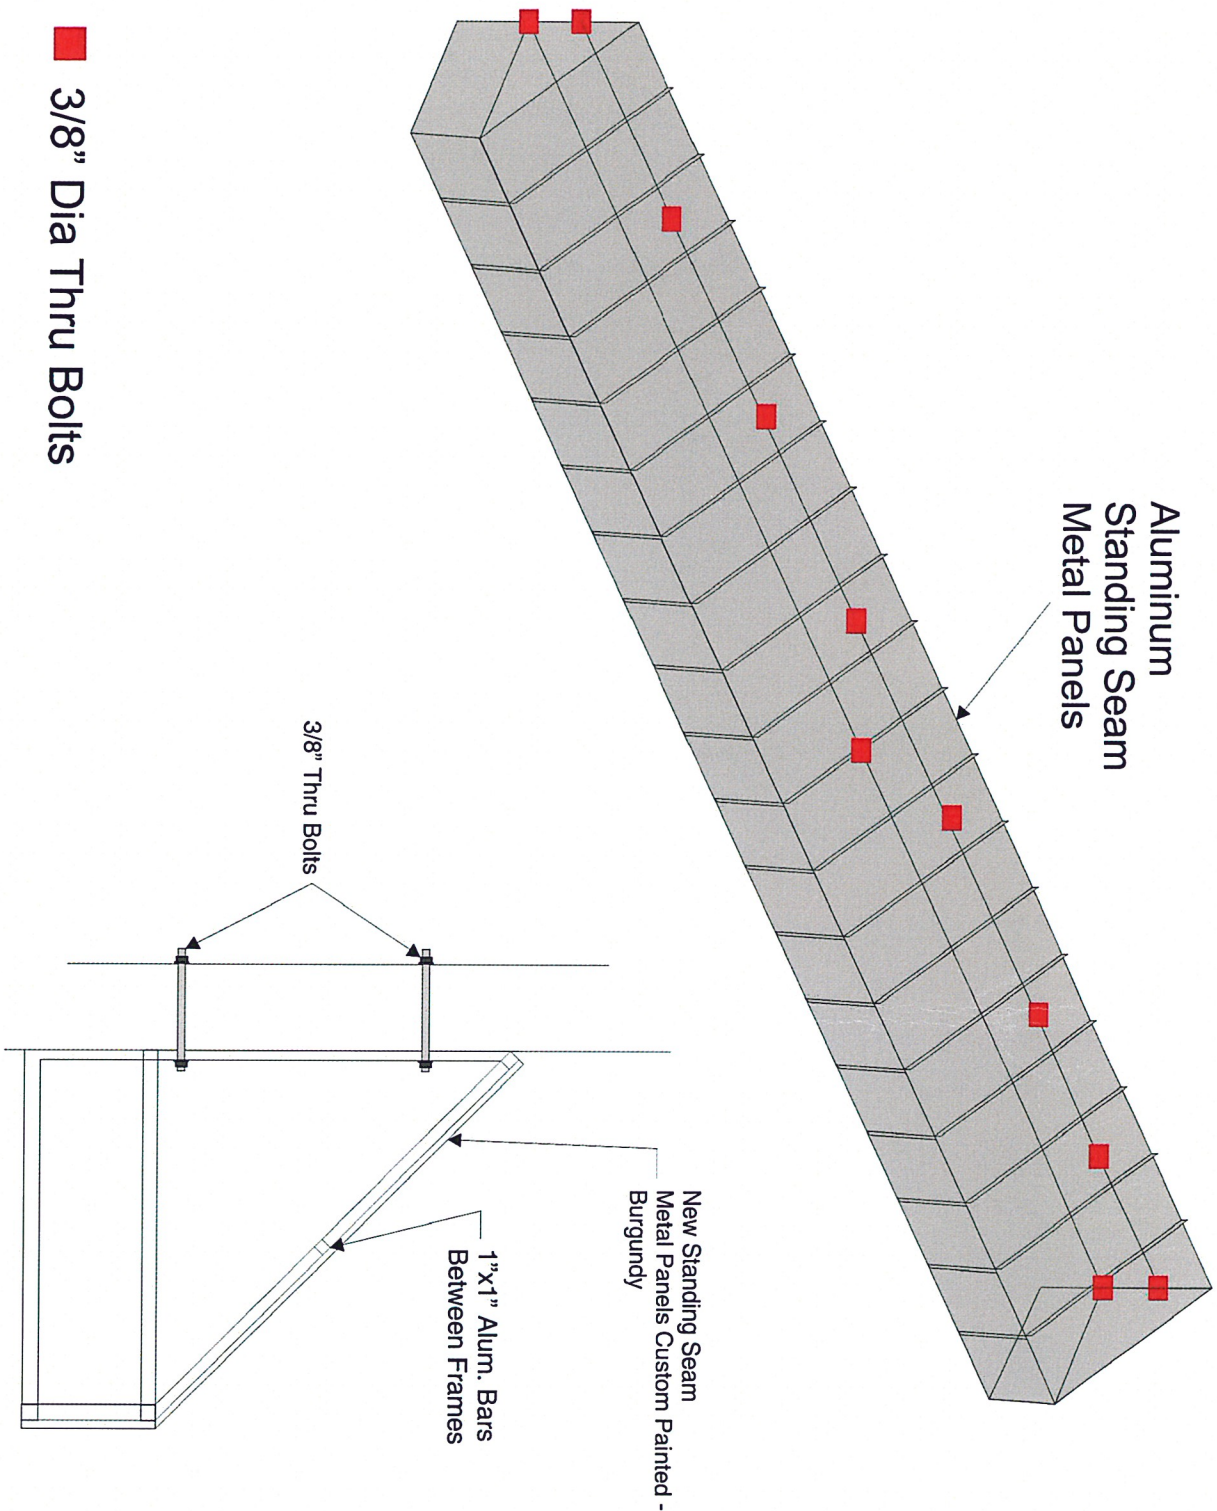 Aluminum
Standing Seam
Metal Panels
3/8” Dia Thru Bolts
3/8” Thru Bolts
New Standing Seam
Metal Panels Custom Painted -
Burgundy
1”x1” Alum. Bars
Between Frames